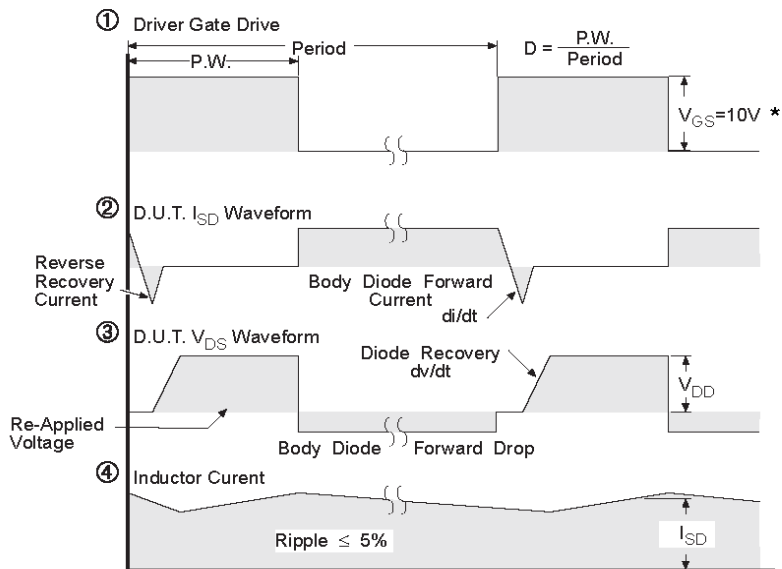 ① Driver Gate Drive
P.W.
Period
D = P.W.
Period
V_GS=10V *
② D.U.T. I_SD Waveform
Reverse
Recovery
Current
Body Diode Forward
Current
di/dt
③ D.U.T. V_DS Waveform
Diode Recovery
dv/dt
V_DD
Re-Applied
Voltage
Body Diode Forward Drop
④ Inductor Curent
Ripple ≤ 5%
I_SD